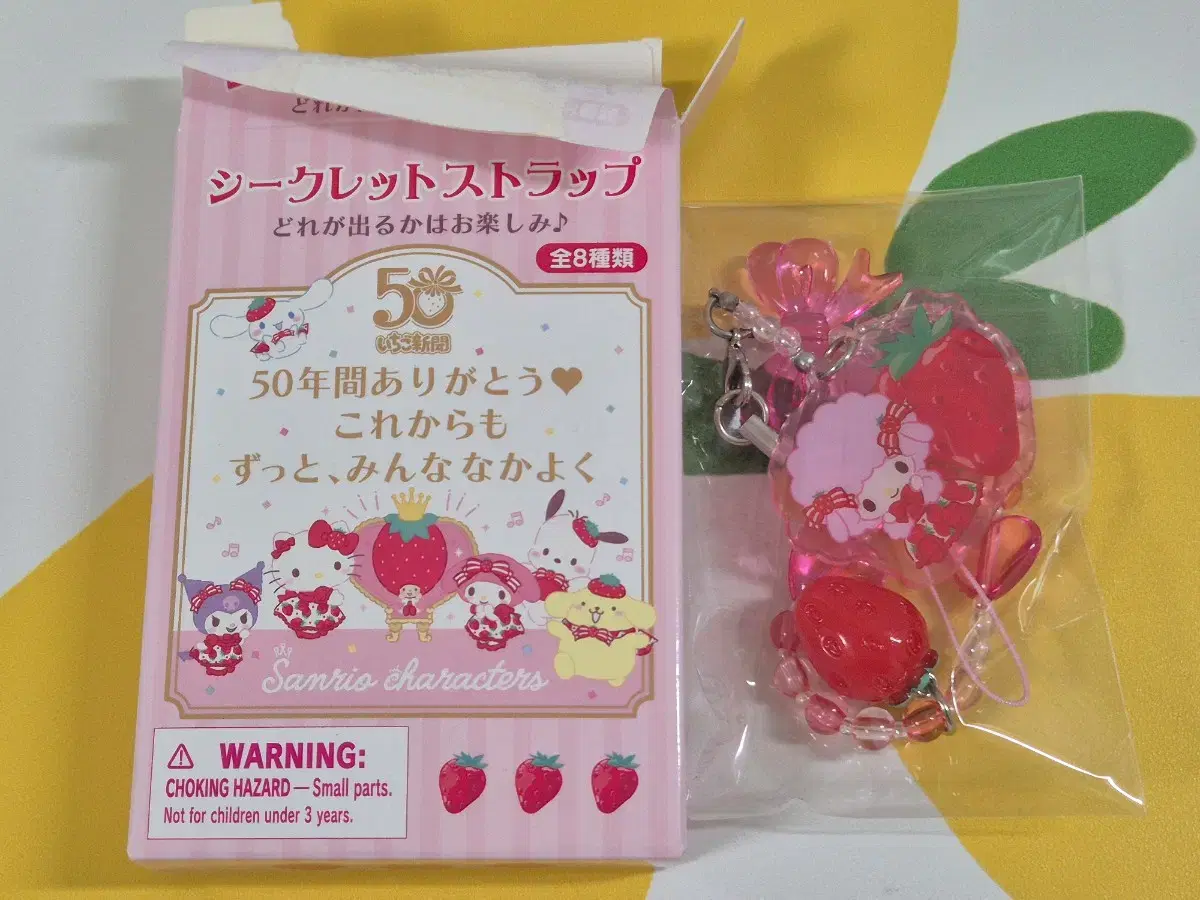 どれが
シークレットストラップ
どれが出るかはお楽しみ♪
全8種類
50
いちご新聞
50年間ありがとう♥
これからも
ずっと、みんななかよく
Sanrio characters
⚠ WARNING:
CHOKING HAZARD — Small parts.
Not for children under 3 years.